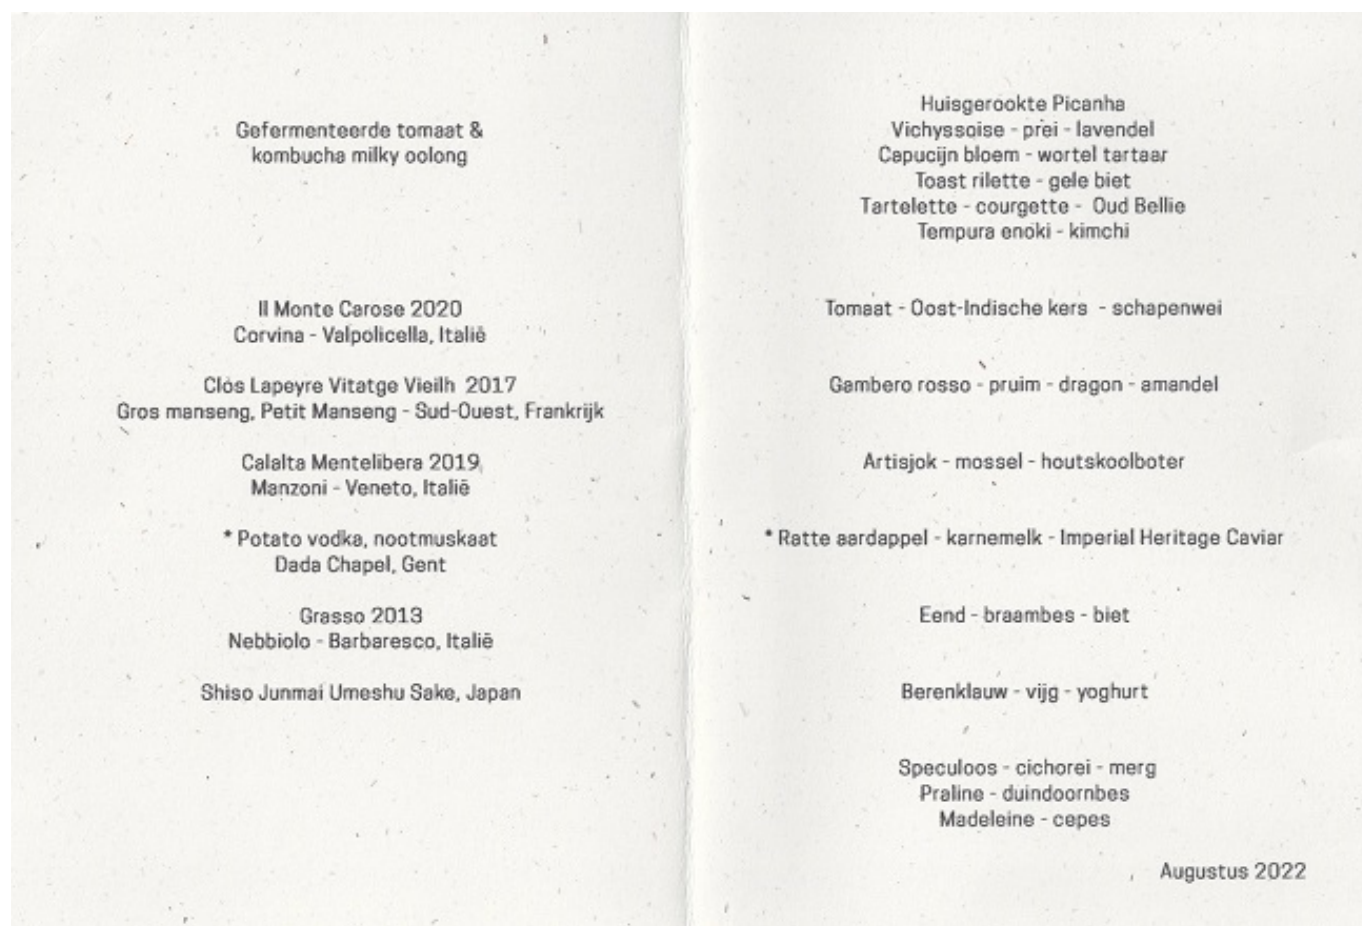 Gefermenteerde tomaat &
kombucha milky oolong
Il Monte Carose 2020
Corvina - Valpolicella, Italië
Clos Lapeyre Vitatge Vieilh 2017
Gros manseng, Petit Manseng - Sud-Ouest, Frankrijk
Calalta Mentelibera 2019
Manzoni - Veneto, Italië
* Potato vodka, nootmuskaat
Dada Chapel, Gent
Grasso 2013
Nebbiolo - Barbaresco, Italië
Shiso Junmai Umeshu Sake, Japan
Huisgerookte Picanha
Vichyssoise - prei - lavendel
Capucijn bloem - wortel tartaar
Toast rilette - gele biet
Tartelette - courgette - Oud Bellie
Tempura enoki - kimchi
Tomaat - Oost-Indische kers - schapenwei
Gambero rosso - pruim - dragon - amandel
Artisjok - mossel - houtskoolboter
* Ratte aardappel - karnemelk - Imperial Heritage Caviar
Eend - braambes - biet
Berenklauw - vijg - yoghurt
Speculoos - cichorei - merg
Praline - duindoornbes
Madeleine - cepes
Augustus 2022